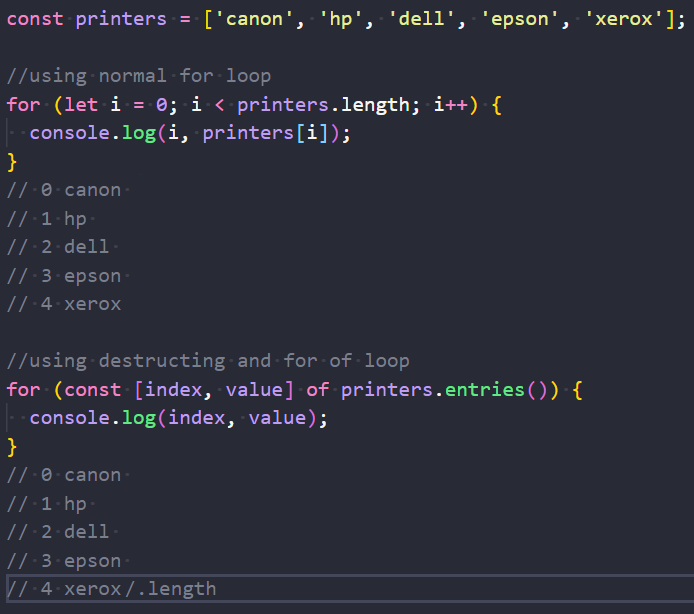 const printers = ['canon', 'hp', 'dell', 'epson', 'xerox'];
//using normal for loop
for (let i = 0; i < printers.length; i++) {
console.log(i, printers[i]);
}
// 0 canon
// 1 hp
// 2 dell
// 3 epson
// 4 xerox
//using destructing and for of loop
for (const [index, value] of printers.entries()) {
console.log(index, value);
}
// 0 canon
// 1 hp
// 2 dell
// 3 epson
// 4 xerox/.length